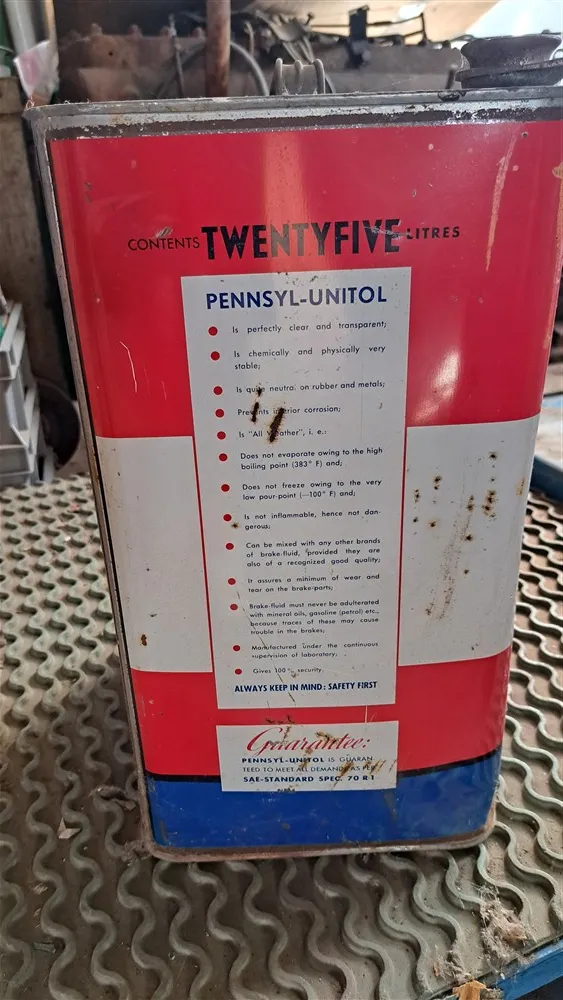 CONTENTS TWENTYFIVE LITRES
PENNSYL-UNITOL
Is perfectly clear and transparent;
Is chemically and physically very
stable;
Is quite neutral on rubber and metals;
Prevents interior corrosion;
Is "All Weather", i. e.:
Does not evaporate owing to the high
boiling point (383° F) and;
Does not freeze owing to the very
low pour-point (—100° F) and;
Is not inflammable, hence not dan-
gerous;
Can be mixed with any other brands
of brake-fluid, provided they are
also of a recognized good quality;
It assures a minimum of wear and
tear on the brake-parts;
Brake-fluid must never be adulterated
with mineral oils, gasoline (petrol) etc.,
because traces of these may cause
trouble in the brakes;
Manufactured under the continuous
supervision of laboratory;
Gives 100% security.
ALWAYS KEEP IN MIND: SAFETY FIRST
Guarantee:
PENNSYL-UNITOL IS GUARAN-
TEED TO MEET ALL DEMANDS AS PER
SAE-STANDARD SPEC. 70 R 1